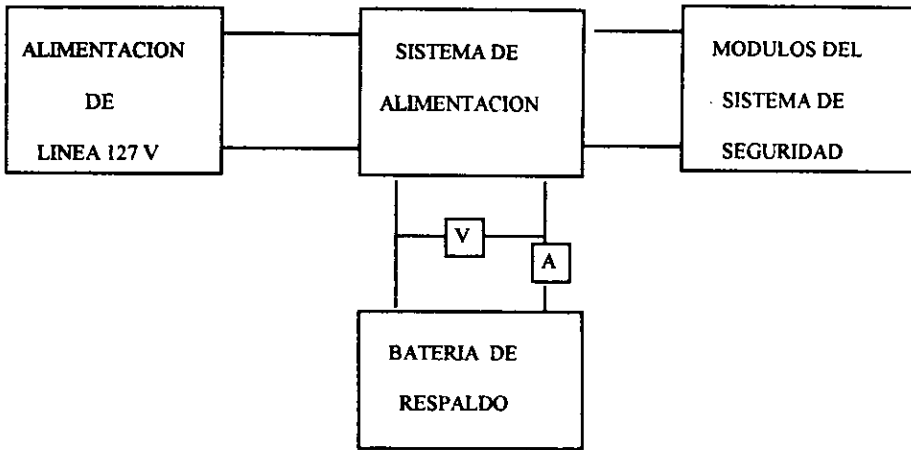 ALIMENTACION
DE
LINEA 127 V
SISTEMA DE
ALIMENTACION
MODULOS DEL
SISTEMA DE
SEGURIDAD
V
A
BATERIA DE
RESPALDO